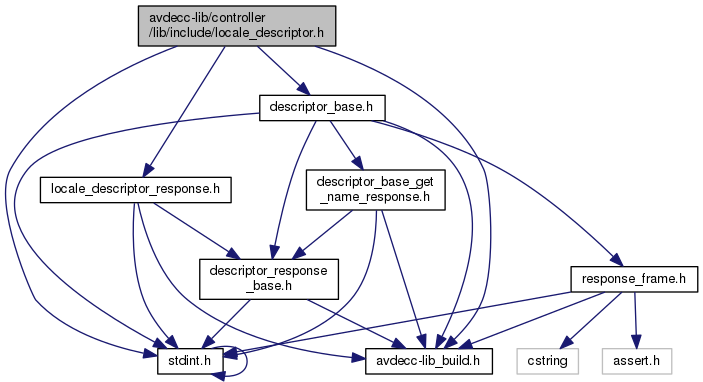 avdecc-lib/controller
/lib/include/locale_descriptor.h
descriptor_base.h
locale_descriptor_response.h
descriptor_base_get
_name_response.h
descriptor_response
_base.h
response_frame.h
stdint.h
avdecc-lib_build.h
cstring
assert.h